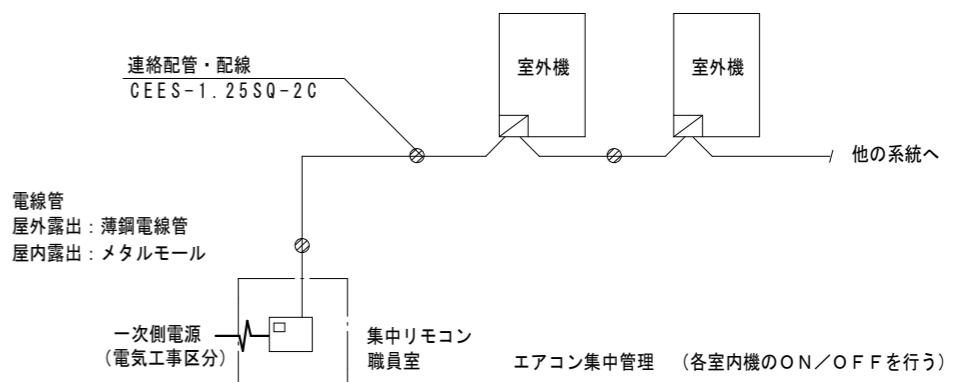 室外機
室外機
連絡配管・配線
CEES-1.25SQ-2C
他の系統へ
電線管
屋外露出：薄鋼電線管
屋内露出：メタルモール
一次側電源
（電気工事区分）
集中リモコン
職員室
エアコン集中管理　（各室内機のＯＮ／ＯＦＦを行う）